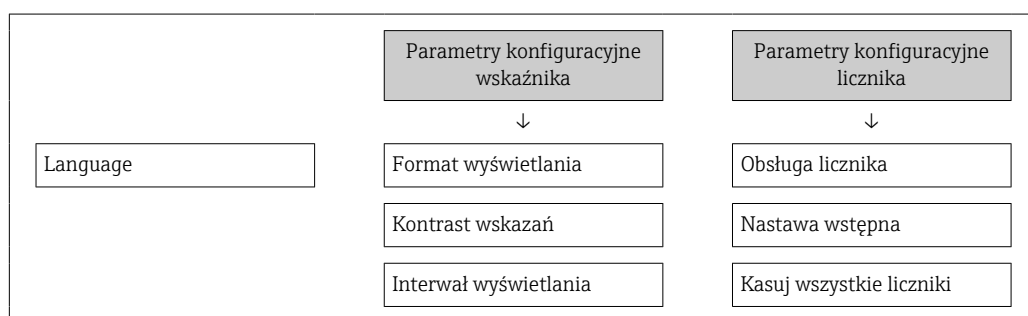 Parametry konfiguracyjne
wskaźnika
Parametry konfiguracyjne
licznika
↓
↓
Language
Format wyświetlania
Obsługa licznika
Kontrast wskazań
Nastawa wstępna
Interwał wyświetlania
Kasuj wszystkie liczniki